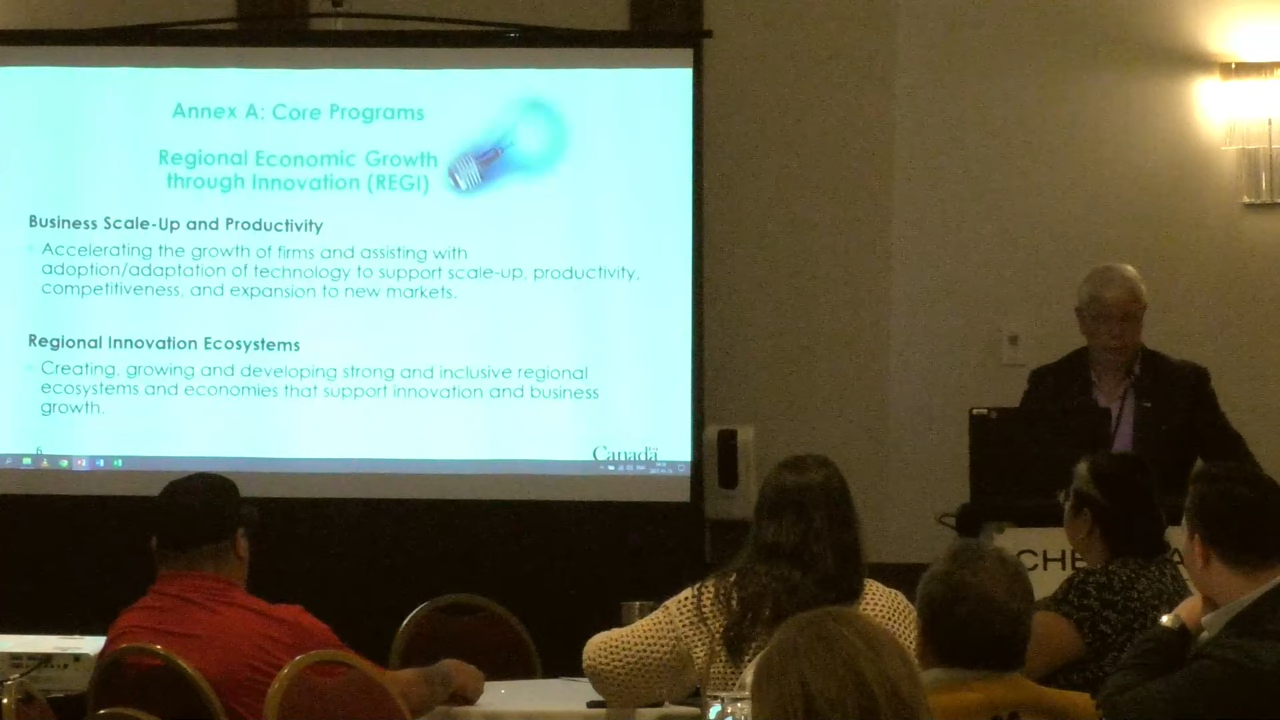 Annex A: Core Programs
Regional Economic Growth
through Innovation (REGI)
Business Scale-Up and Productivity
Accelerating the growth of firms and assisting with
adoption/adaptation of technology to support scale-up, productivity,
competitiveness, and expansion to new markets.
Regional Innovation Ecosystems
Creating, growing and developing strong and inclusive regional
ecosystems and economies that support innovation and business
growth.
6
Canada
CHE